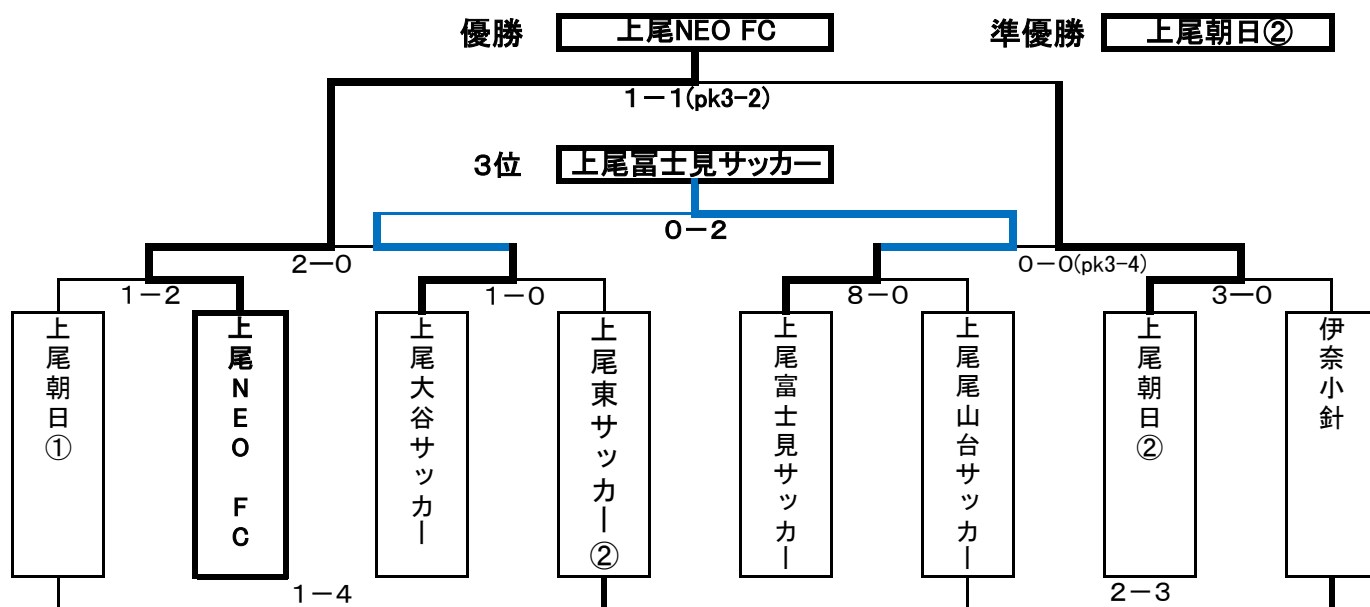 優勝 上尾NEO FC 準優勝 上尾朝日②
1－1(pk3-2)
3位 上尾富士見サッカー
0－2
2－0 0－0(pk3-4)
1－2 1－0 8－0 3－0
上尾朝日①
上尾NEO FC
上尾大谷サッカー
上尾東サッカー②
上尾富士見サッカー
上尾尾山台サッカー
上尾朝日②
伊奈小針
1－4 2－3